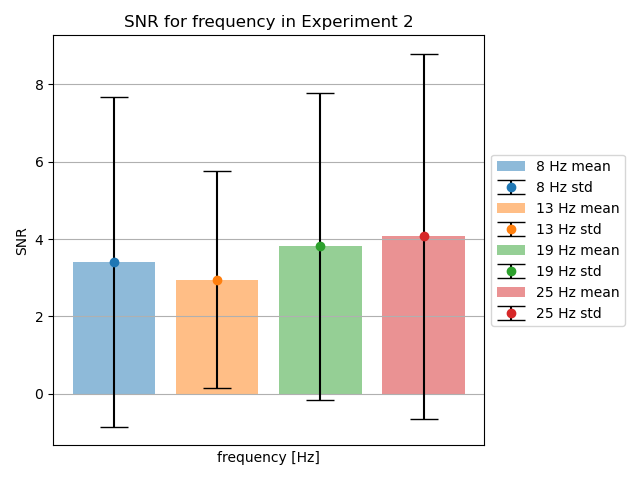 SNR for frequency in Experiment 2
8
6
4
2
0
SNR
frequency [Hz]
8 Hz mean
8 Hz std
13 Hz mean
13 Hz std
19 Hz mean
19 Hz std
25 Hz mean
25 Hz std